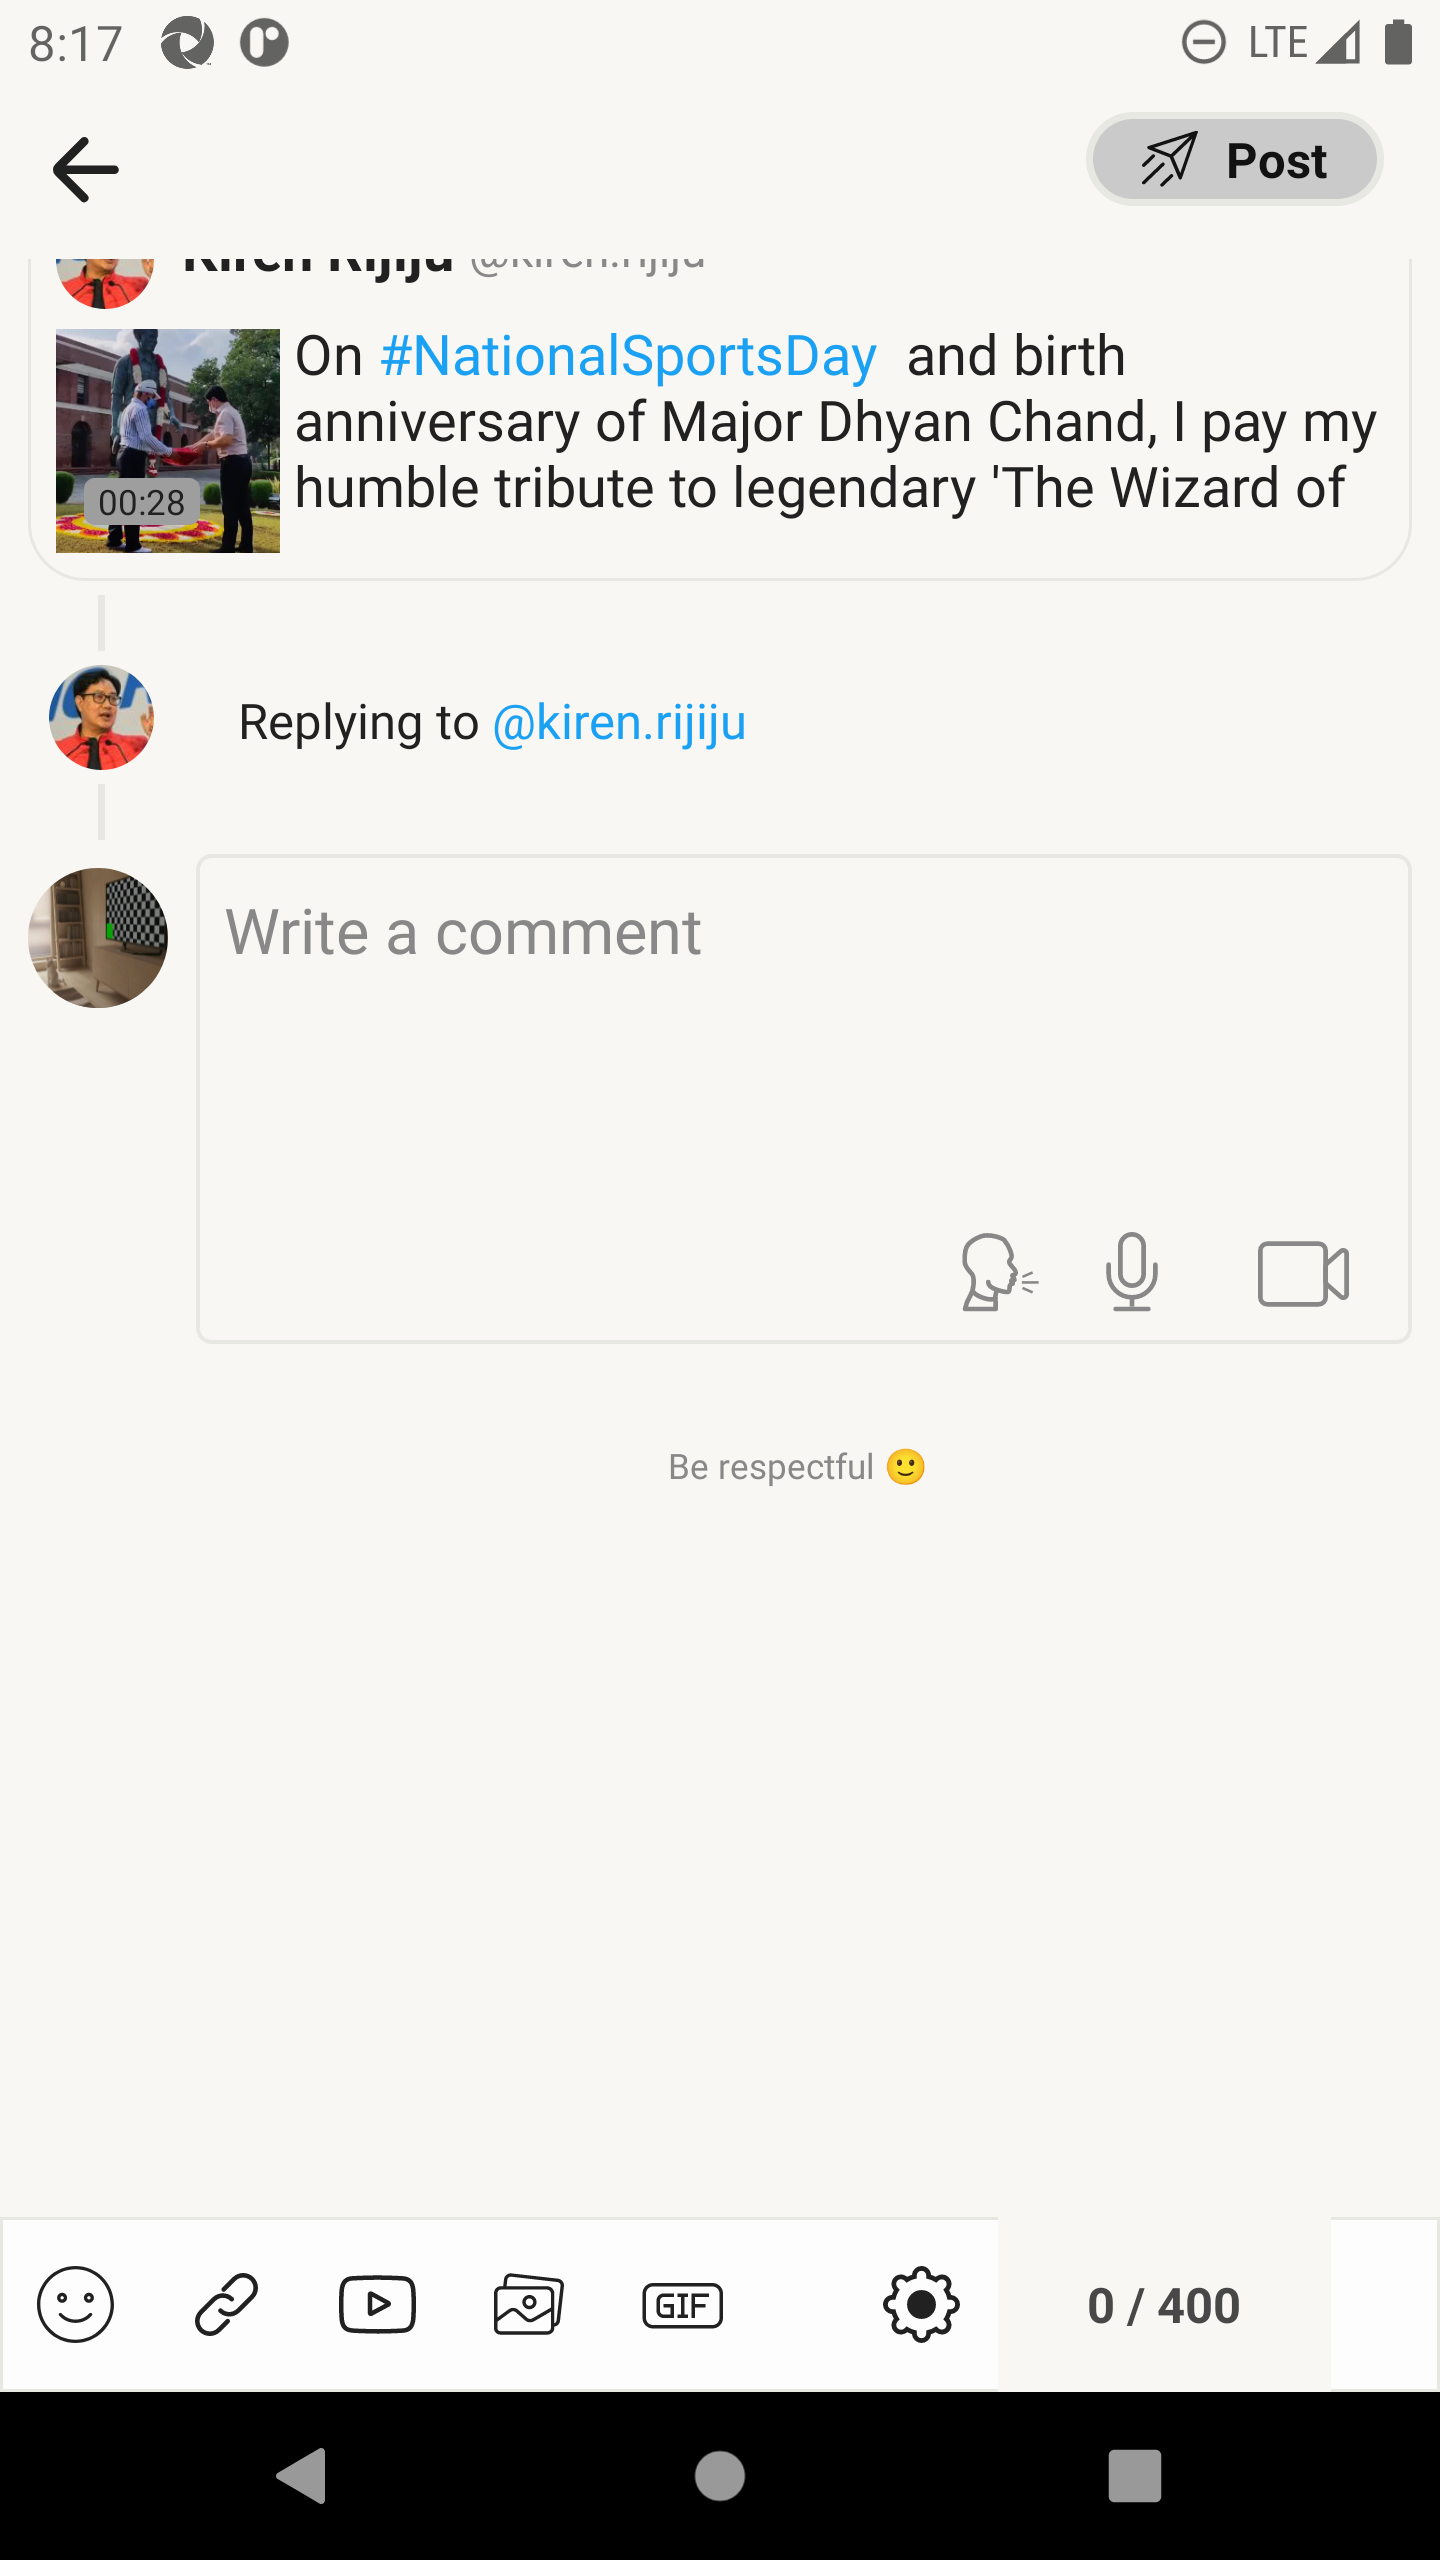 8:17
LTE
Post
Kiren Rijiju @kiren.rijiju
On #NationalSportsDay and birth
anniversary of Major Dhyan Chand, I pay my
humble tribute to legendary 'The Wizard of
00:28
Replying to @kiren.rijiju
Write a comment
Be respectful 🙂
GIF
0 / 400